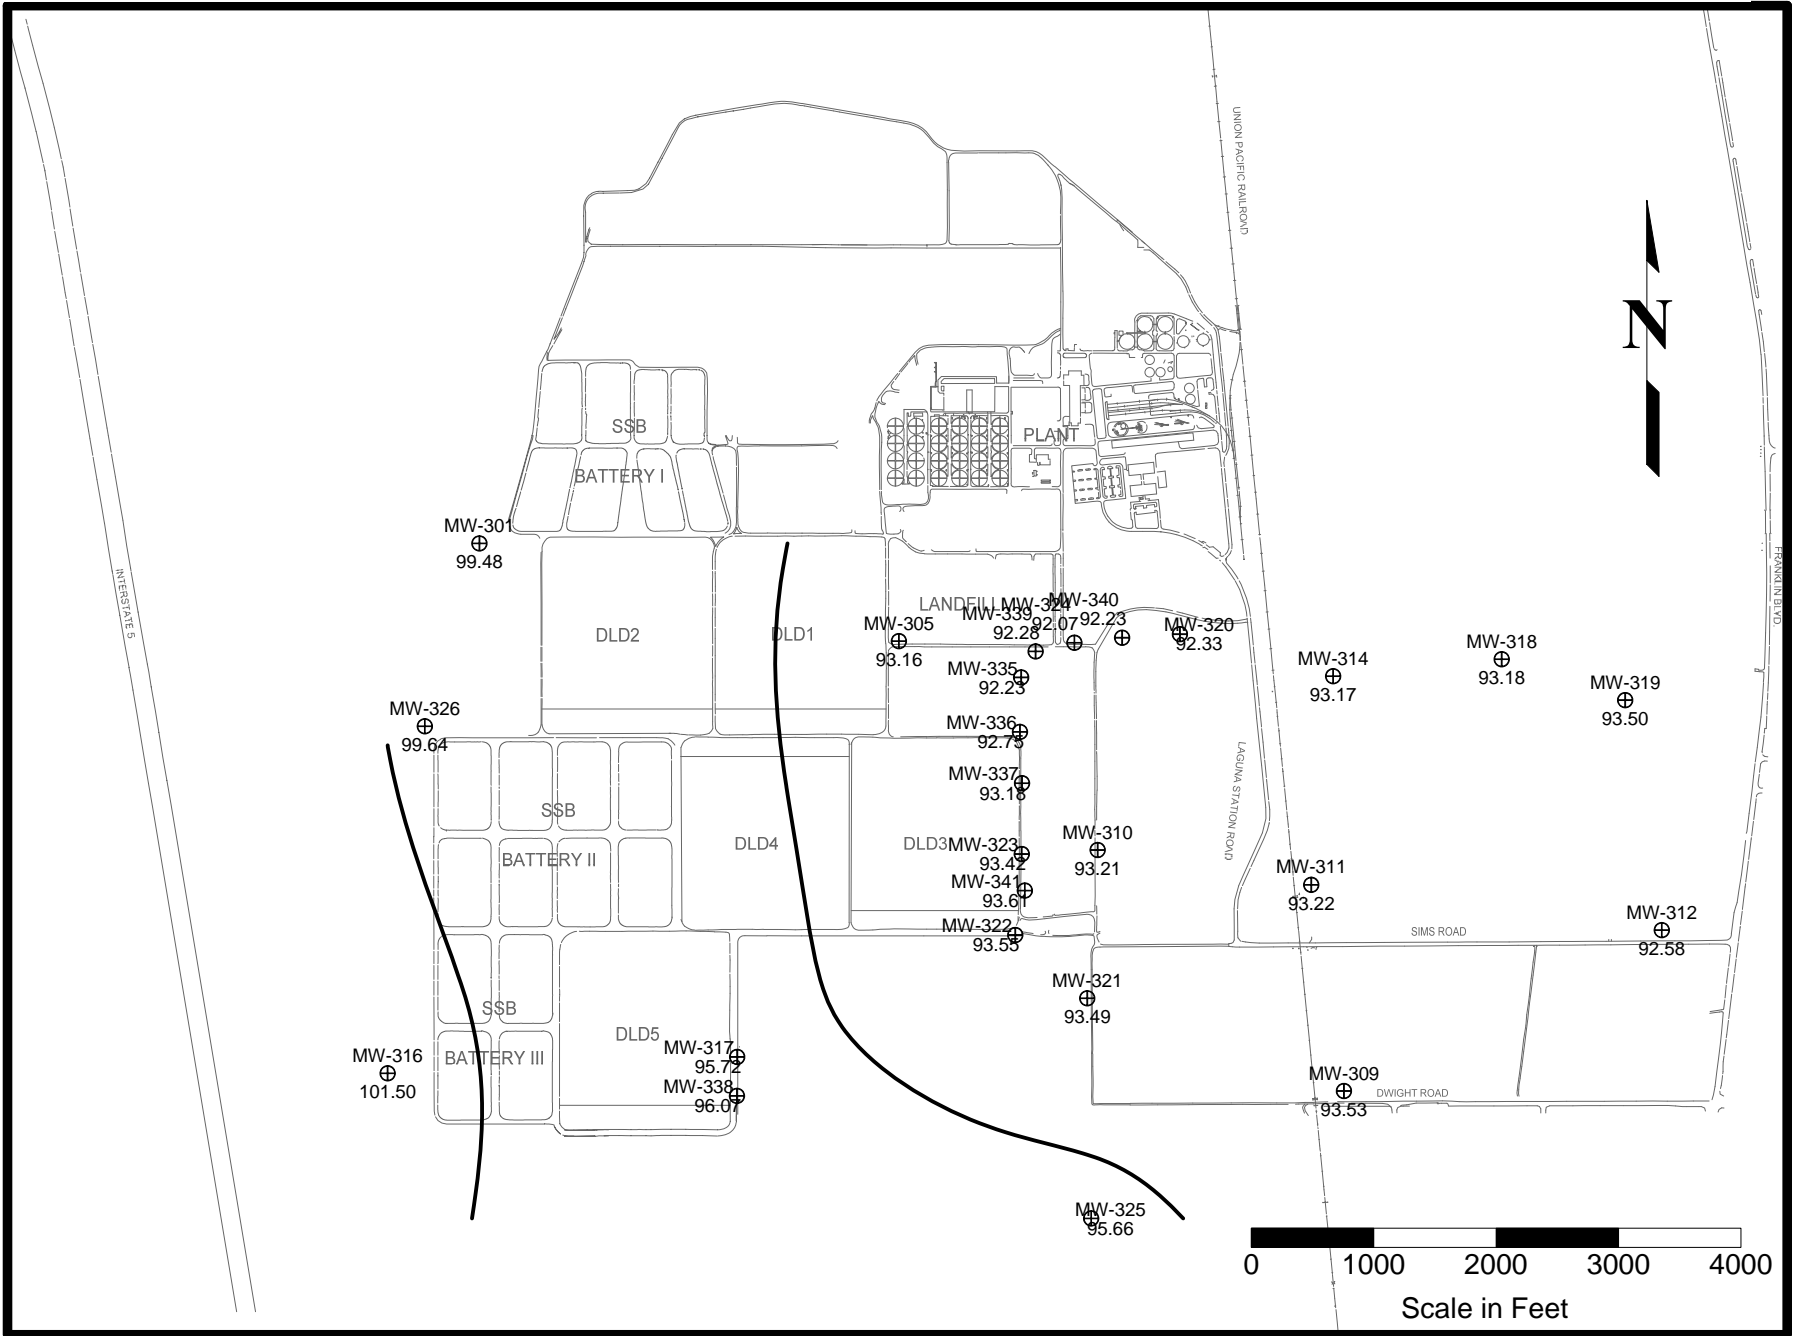 UNION PACIFIC RAILROAD
N
SSB
PLANT
BATTERY I
MW-301
99.48
INTERSTATE 5
FRANKLIN BLVD.
LANDFILL
MW-324
92.07
MW-340
92.23
MW-339
92.28
MW-305
93.16
MW-320
92.33
DLD2
DLD1
MW-318
93.18
MW-314
93.17
MW-335
92.23
MW-319
93.50
MW-326
99.64
MW-336
92.75
MW-337
93.18
LAGUNA STATION ROAD
SSB
BATTERY II
DLD4
DLD3
MW-323
93.42
MW-310
93.21
MW-311
93.22
MW-341
93.61
MW-312
92.58
MW-322
93.55
SIMS ROAD
MW-321
93.49
SSB
BATTERY III
DLD5
MW-317
95.72
MW-316
101.50
MW-338
96.07
MW-309
93.53
DWIGHT ROAD
MW-325
95.66
0 1000 2000 3000 4000
Scale in Feet